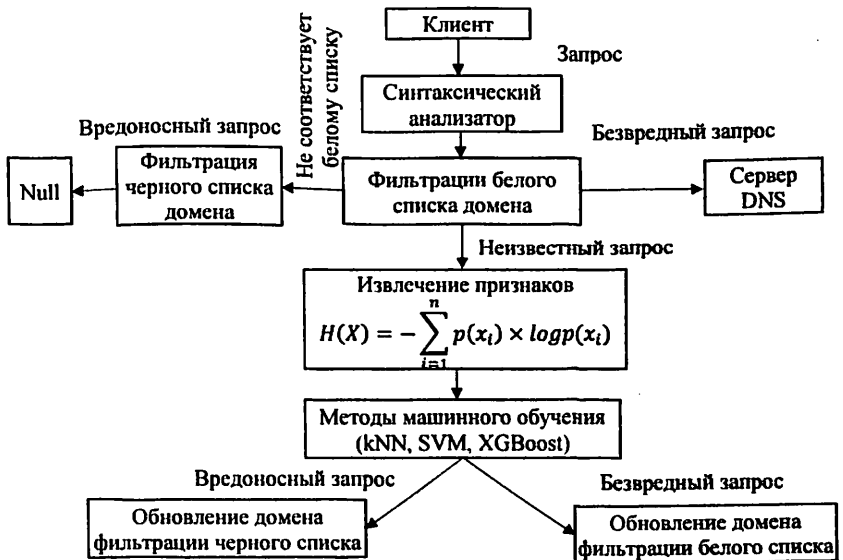 Клиент
Запрос
Синтаксический
анализатор
Не соответствует
белому списку
Вредоносный запрос
Безвредный запрос
Null
Фильтрация
черного списка
домена
Фильтрации белого
списка домена
Сервер
DNS
Неизвестный запрос
Извлечение признаков
H(X) = −∑ⁿᵢ₌₁ p(xᵢ) × logp(xᵢ)
Методы машинного обучения
(kNN, SVM, XGBoost)
Вредоносный запрос
Безвредный запрос
Обновление домена
фильтрации черного списка
Обновление домена
фильтрации белого списка